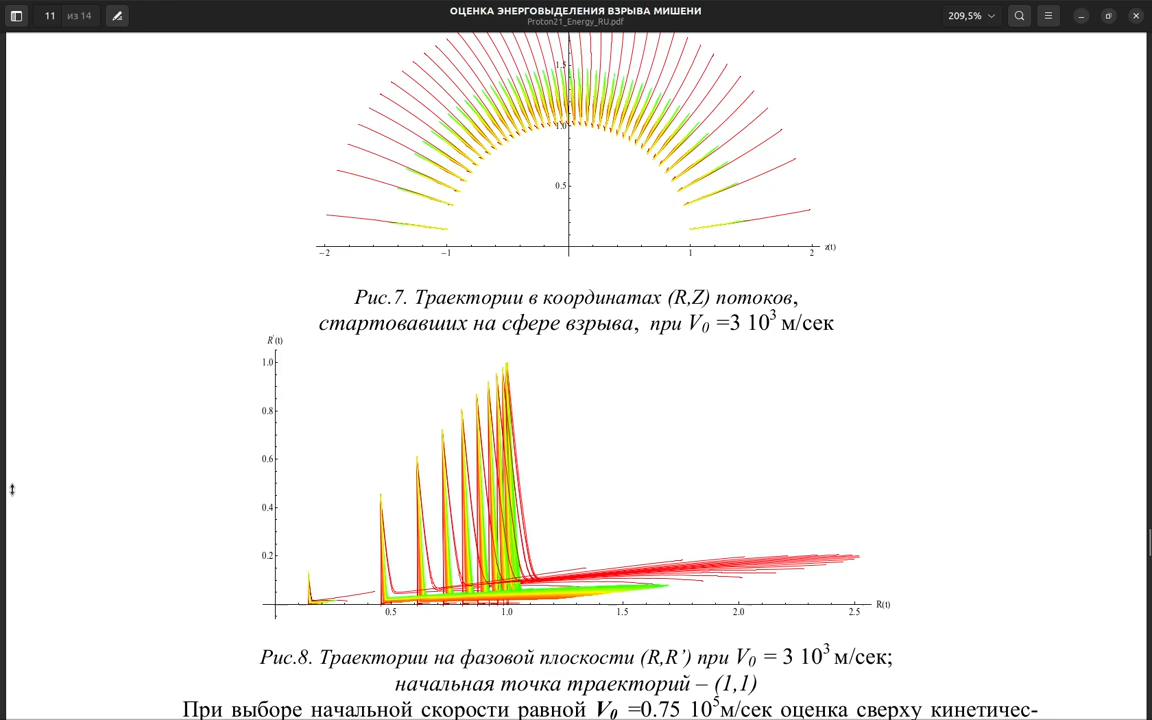 11 из 14
ОЦЕНКА ЭНЕРГОВЫДЕЛЕНИЯ ВЗРЫВА МИШЕНИ
Proton21_Energy_RU.pdf
209,5%
1.5
1.0
0.5
−2 −1 1 2 z(t)
Рис.7. Траектории в координатах (R,Z) потоков,
стартовавших на сфере взрыва, при V₀ =3 10³ м/сек
R'(t)
1.0
0.8
0.6
0.4
0.2
0.5 1.0 1.5 2.0 2.5 R(t)
Рис.8. Траектории на фазовой плоскости (R,R’) при V₀ = 3 10³ м/сек;
начальная точка траекторий – (1,1)
При выборе начальной скорости равной V₀ =0.75 10⁵м/сек оценка сверху кинетичес-